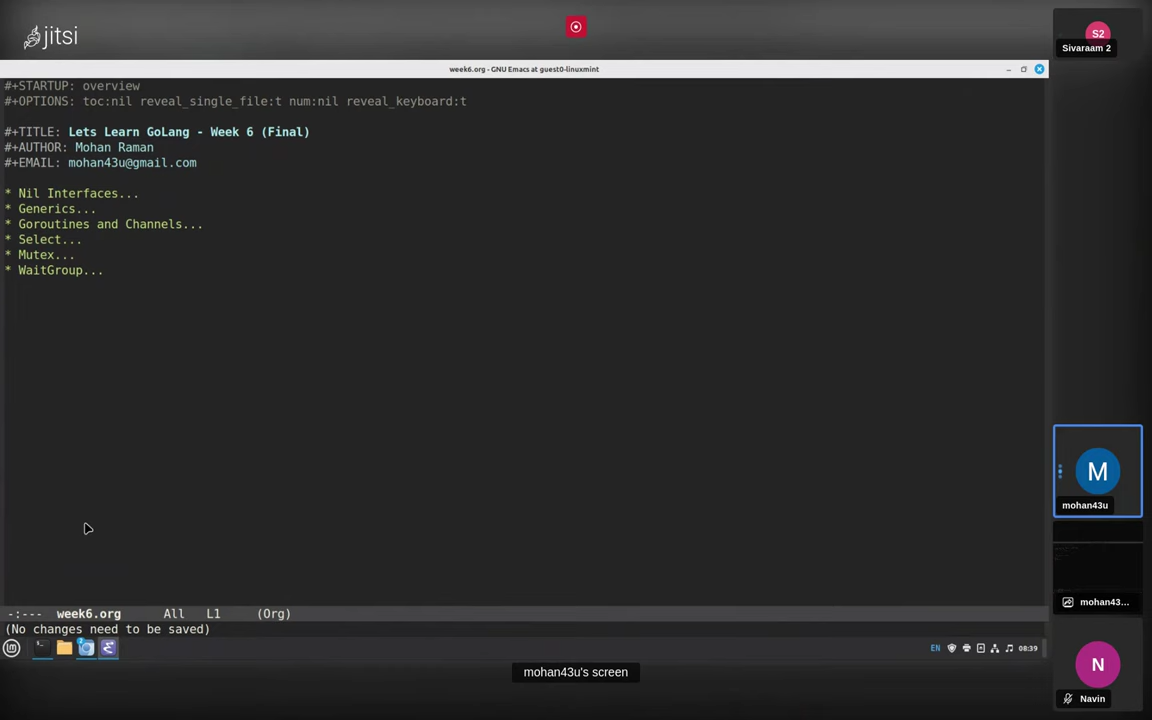 jitsi
S2
Sivaraam 2
week6.org - GNU Emacs at guest0-linuxmint
#+STARTUP: overview
#+OPTIONS: toc:nil reveal_single_file:t num:nil reveal_keyboard:t
#+TITLE: Lets Learn GoLang - Week 6 (Final)
#+AUTHOR: Mohan Raman
#+EMAIL: mohan43u@gmail.com
* Nil Interfaces...
* Generics...
* Goroutines and Channels...
* Select...
* Mutex...
* WaitGroup...
M
mohan43u
mohan43...
-:--- week6.org All L1 (Org)
(No changes need to be saved)
EN 08:39
mohan43u's screen
N
Navin